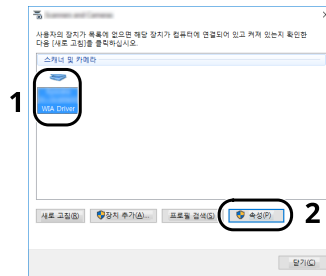 사용자의 장치가 목록에 없으면 해당 장치가 컴퓨터에 연결되어 있고 켜져 있는지 확인한
다음 [새로 고침]을 클릭하십시오.
스캐너 및 카메라
1
WIA Driver
새로 고침(R)
장치 추가(A)...
프로필 검색(S)
속성(P)
2
닫기(C)